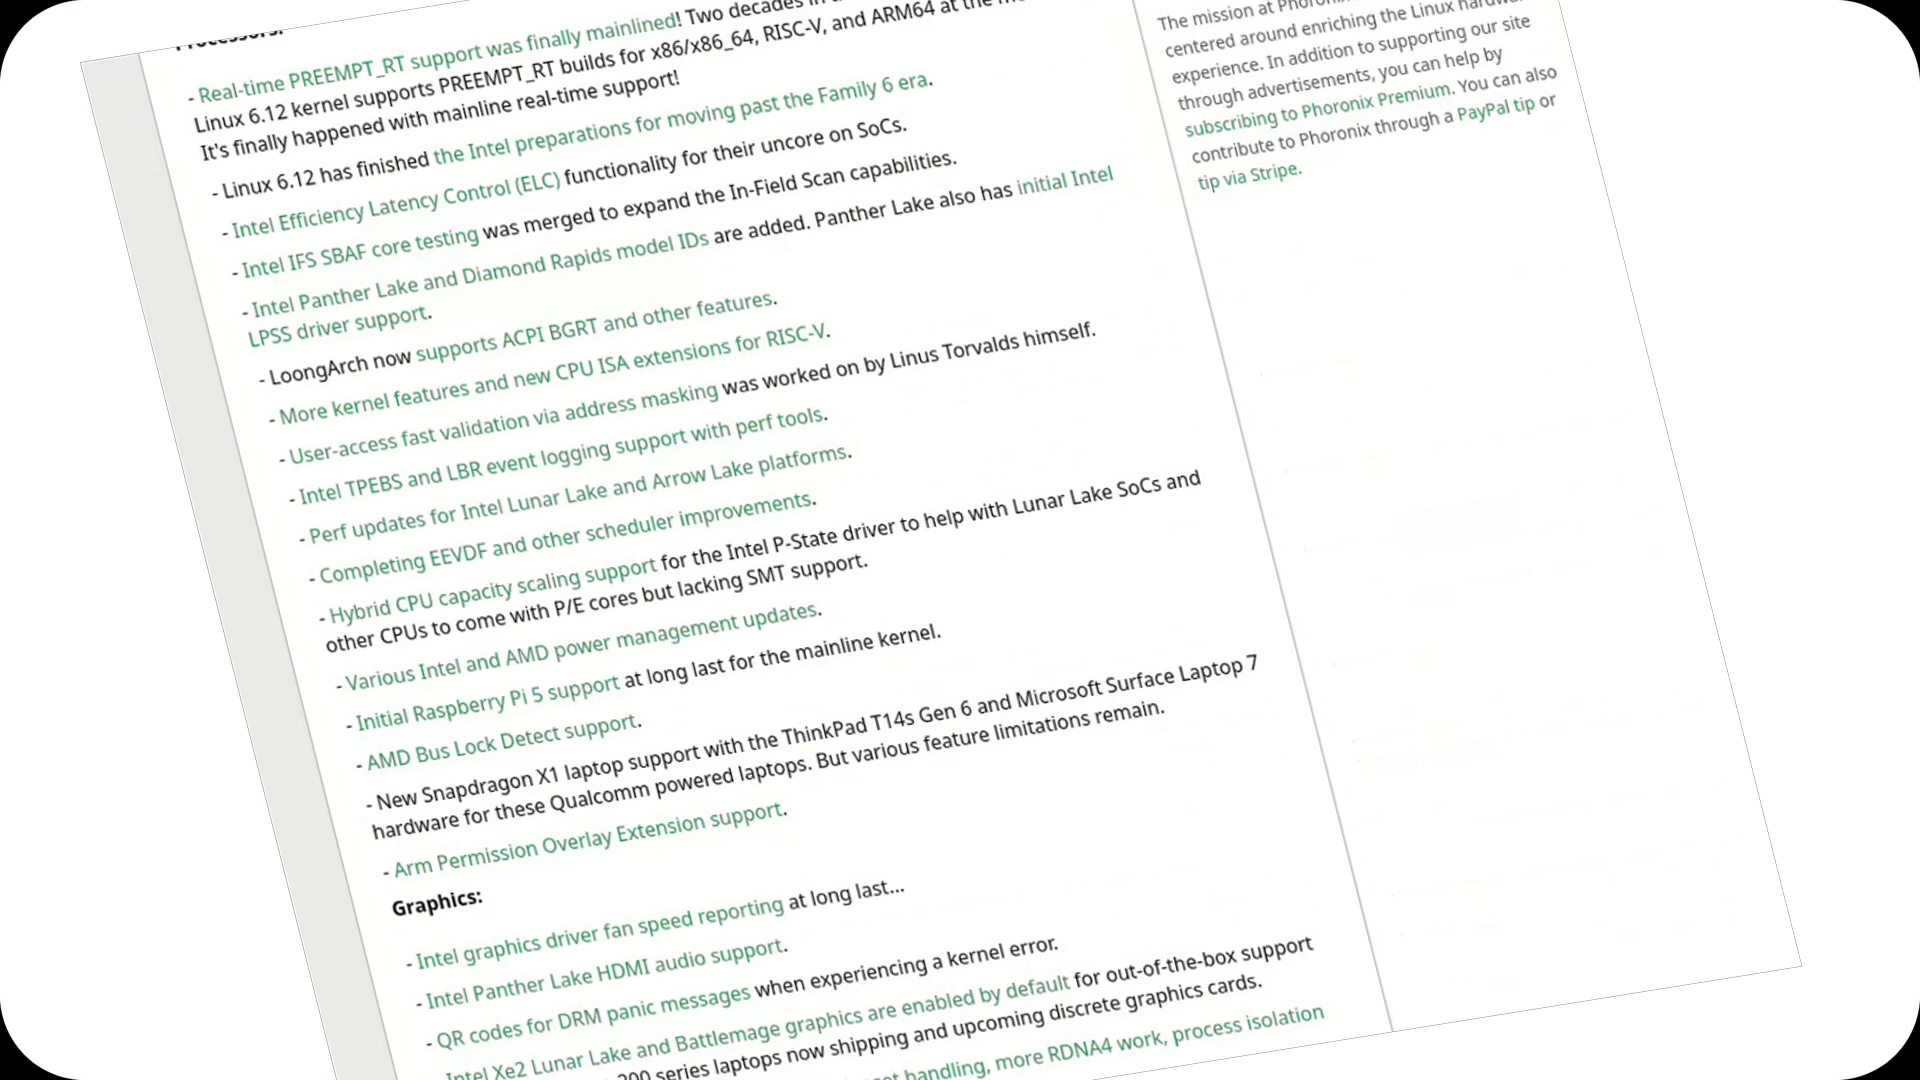 - Real-time PREEMPT_RT support was finally mainlined! Two decades in
Linux 6.12 kernel supports PREEMPT_RT builds for x86/x86_64, RISC-V, and ARM64 at the
It's finally happened with mainline real-time support!
- Linux 6.12 has finished the Intel preparations for moving past the Family 6 era.
- Intel Efficiency Latency Control (ELC) functionality for their uncore on SoCs.
- Intel IFS SBAF core testing was merged to expand the In-Field Scan capabilities.
- Intel Panther Lake and Diamond Rapids model IDs are added. Panther Lake also has initial Intel
LPSS driver support.
- LoongArch now supports ACPI BGRT and other features.
- More kernel features and new CPU ISA extensions for RISC-V.
- User-access fast validation via address masking was worked on by Linus Torvalds himself.
- Intel TPEBS and LBR event logging support with perf tools.
- Perf updates for Intel Lunar Lake and Arrow Lake platforms.
- Completing EEVDF and other scheduler improvements.
- Hybrid CPU capacity scaling support for the Intel P-State driver to help with Lunar Lake SoCs and
other CPUs to come with P/E cores but lacking SMT support.
- Various Intel and AMD power management updates.
- Initial Raspberry Pi 5 support at long last for the mainline kernel.
- AMD Bus Lock Detect support.
- New Snapdragon X1 laptop support with the ThinkPad T14s Gen 6 and Microsoft Surface Laptop 7
hardware for these Qualcomm powered laptops. But various feature limitations remain.
- Arm Permission Overlay Extension support.
Graphics:
- Intel graphics driver fan speed reporting at long last...
- Intel Panther Lake HDMI audio support.
- QR codes for DRM panic messages when experiencing a kernel error.
Intel Xe2 Lunar Lake and Battlemage graphics are enabled by default for out-of-the-box support
200 series laptops now shipping and upcoming discrete graphics cards.
handling, more RDNA4 work, process isolation
The mission at
centered around enriching the Linux
experience. In addition to supporting our site
through advertisements, you can help by
subscribing to Phoronix Premium. You can also
contribute to Phoronix through a PayPal tip or
tip via Stripe.